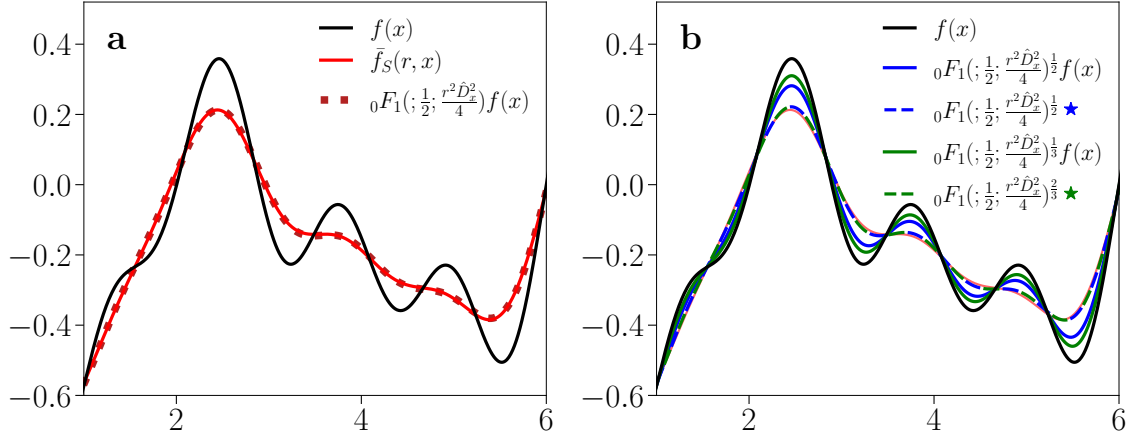 a
f(x)
f̄_S(r, x)
₀F₁(; 1/2; r²D̂ₓ²/4) f(x)
0.4
0.2
0.0
−0.2
−0.4
−0.6
2
4
6
b
f(x)
₀F₁(; 1/2; r²D̂ₓ²/4)^{1/2} f(x)
₀F₁(; 1/2; r²D̂ₓ²/4)^{1/2} ★
₀F₁(; 1/2; r²D̂ₓ²/4)^{1/3} f(x)
₀F₁(; 1/2; r²D̂ₓ²/4)^{2/3} ★
0.4
0.2
0.0
−0.2
−0.4
−0.6
2
4
6